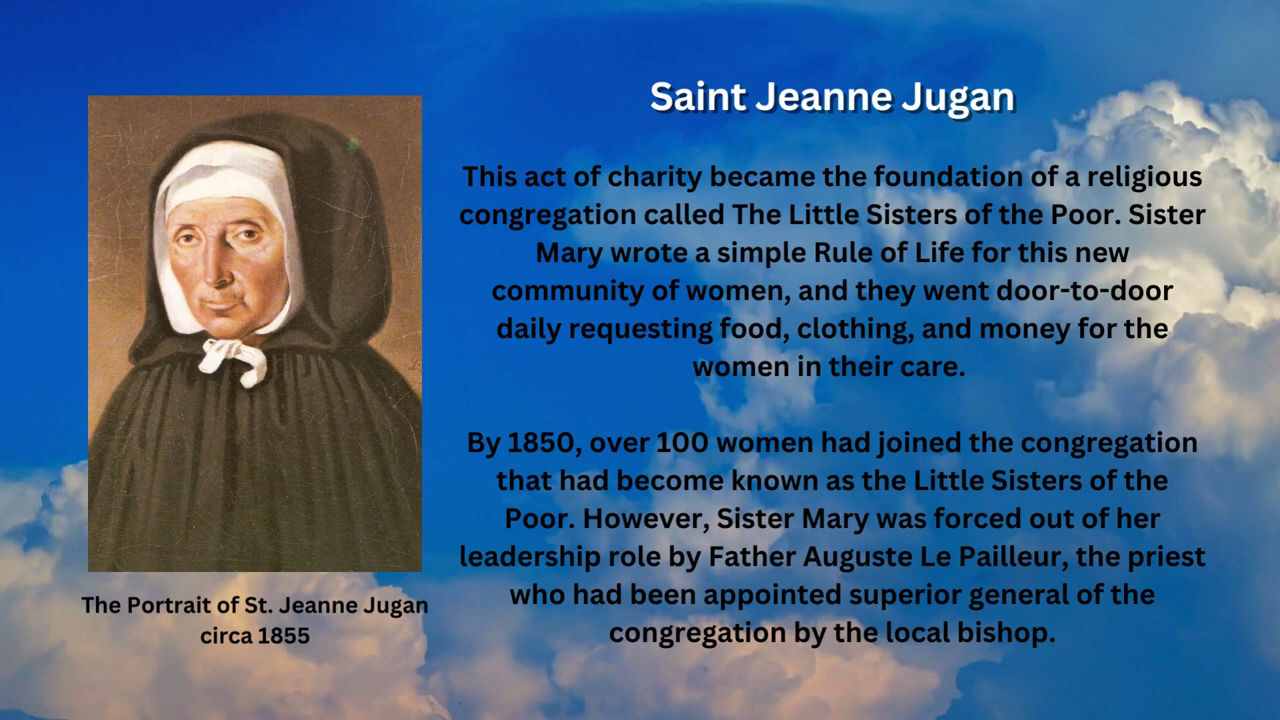 Saint Jeanne Jugan
This act of charity became the foundation of a religious
congregation called The Little Sisters of the Poor. Sister
Mary wrote a simple Rule of Life for this new
community of women, and they went door-to-door
daily requesting food, clothing, and money for the
women in their care.
By 1850, over 100 women had joined the congregation
that had become known as the Little Sisters of the
Poor. However, Sister Mary was forced out of her
leadership role by Father Auguste Le Pailleur, the priest
who had been appointed superior general of the
congregation by the local bishop.
The Portrait of St. Jeanne Jugan
circa 1855